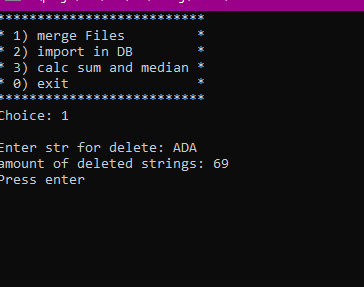 **************************
* 1) merge Files         *
* 2) import in DB        *
* 3) calc sum and median *
* 0) exit                *
**************************
Choice: 1
Enter str for delete: ADA
amount of deleted strings: 69
Press enter